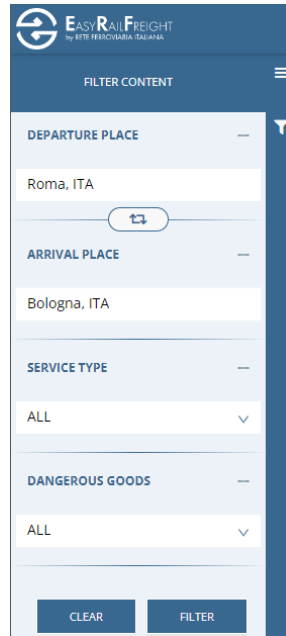 EASYRAILFREIGHT
by RETE FERROVIARIA ITALIANA
FILTER CONTENT
DEPARTURE PLACE
Roma, ITA
ARRIVAL PLACE
Bologna, ITA
SERVICE TYPE
ALL
DANGEROUS GOODS
ALL
CLEAR FILTER